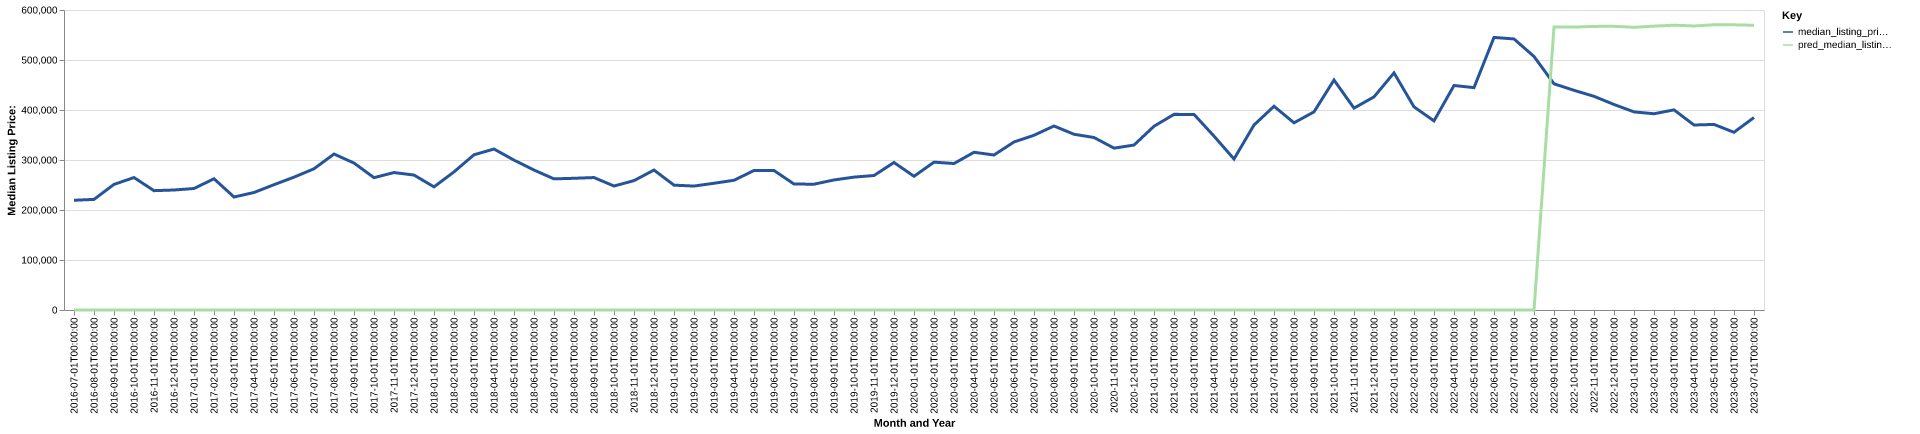 600,000
500,000
400,000
300,000
200,000
100,000
0
Median Listing Price:
2016-07-01T00:00:00
2016-08-01T00:00:00
2016-09-01T00:00:00
2016-10-01T00:00:00
2016-11-01T00:00:00
2016-12-01T00:00:00
2017-01-01T00:00:00
2017-02-01T00:00:00
2017-03-01T00:00:00
2017-04-01T00:00:00
2017-05-01T00:00:00
2017-06-01T00:00:00
2017-07-01T00:00:00
2017-08-01T00:00:00
2017-09-01T00:00:00
2017-10-01T00:00:00
2017-11-01T00:00:00
2017-12-01T00:00:00
2018-01-01T00:00:00
2018-02-01T00:00:00
2018-03-01T00:00:00
2018-04-01T00:00:00
2018-05-01T00:00:00
2018-06-01T00:00:00
2018-07-01T00:00:00
2018-08-01T00:00:00
2018-09-01T00:00:00
2018-10-01T00:00:00
2018-11-01T00:00:00
2018-12-01T00:00:00
2019-01-01T00:00:00
2019-02-01T00:00:00
2019-03-01T00:00:00
2019-04-01T00:00:00
2019-05-01T00:00:00
2019-06-01T00:00:00
2019-07-01T00:00:00
2019-08-01T00:00:00
2019-09-01T00:00:00
2019-10-01T00:00:00
2019-11-01T00:00:00
2019-12-01T00:00:00
2020-01-01T00:00:00
2020-02-01T00:00:00
2020-03-01T00:00:00
2020-04-01T00:00:00
2020-05-01T00:00:00
2020-06-01T00:00:00
2020-07-01T00:00:00
2020-08-01T00:00:00
2020-09-01T00:00:00
2020-10-01T00:00:00
2020-11-01T00:00:00
2020-12-01T00:00:00
2021-01-01T00:00:00
2021-02-01T00:00:00
2021-03-01T00:00:00
2021-04-01T00:00:00
2021-05-01T00:00:00
2021-06-01T00:00:00
2021-07-01T00:00:00
2021-08-01T00:00:00
2021-09-01T00:00:00
2021-10-01T00:00:00
2021-11-01T00:00:00
2021-12-01T00:00:00
2022-01-01T00:00:00
2022-02-01T00:00:00
2022-03-01T00:00:00
2022-04-01T00:00:00
2022-05-01T00:00:00
2022-06-01T00:00:00
2022-07-01T00:00:00
2022-08-01T00:00:00
2022-09-01T00:00:00
2022-10-01T00:00:00
2022-11-01T00:00:00
2022-12-01T00:00:00
2023-01-01T00:00:00
2023-02-01T00:00:00
2023-03-01T00:00:00
2023-04-01T00:00:00
2023-05-01T00:00:00
2023-06-01T00:00:00
2023-07-01T00:00:00
Month and Year
Key
median_listing_pri…
pred_median_listin…